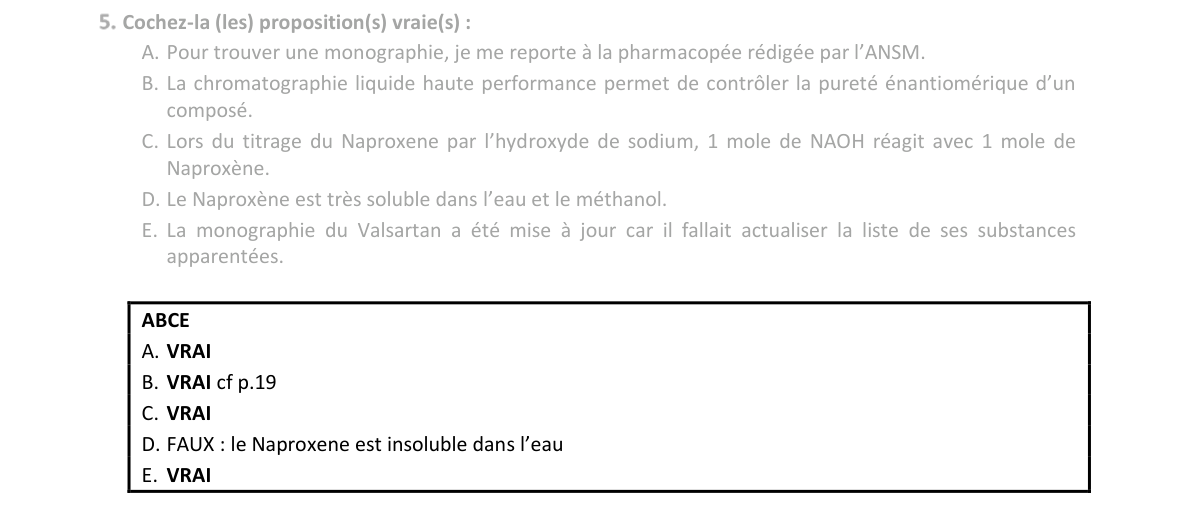 5. Cochez-la (les) proposition(s) vraie(s) :
A. Pour trouver une monographie, je me reporte à la pharmacopée rédigée par l’ANSM.
B. La chromatographie liquide haute performance permet de contrôler la pureté énantiomérique d’un
composé.
C. Lors du titrage du Naproxene par l’hydroxyde de sodium, 1 mole de NAOH réagit avec 1 mole de
Naproxène.
D. Le Naproxène est très soluble dans l’eau et le méthanol.
E. La monographie du Valsartan a été mise à jour car il fallait actualiser la liste de ses substances
apparentées.
ABCE
A. VRAI
B. VRAI cf p.19
C. VRAI
D. FAUX : le Naproxene est insoluble dans l’eau
E. VRAI